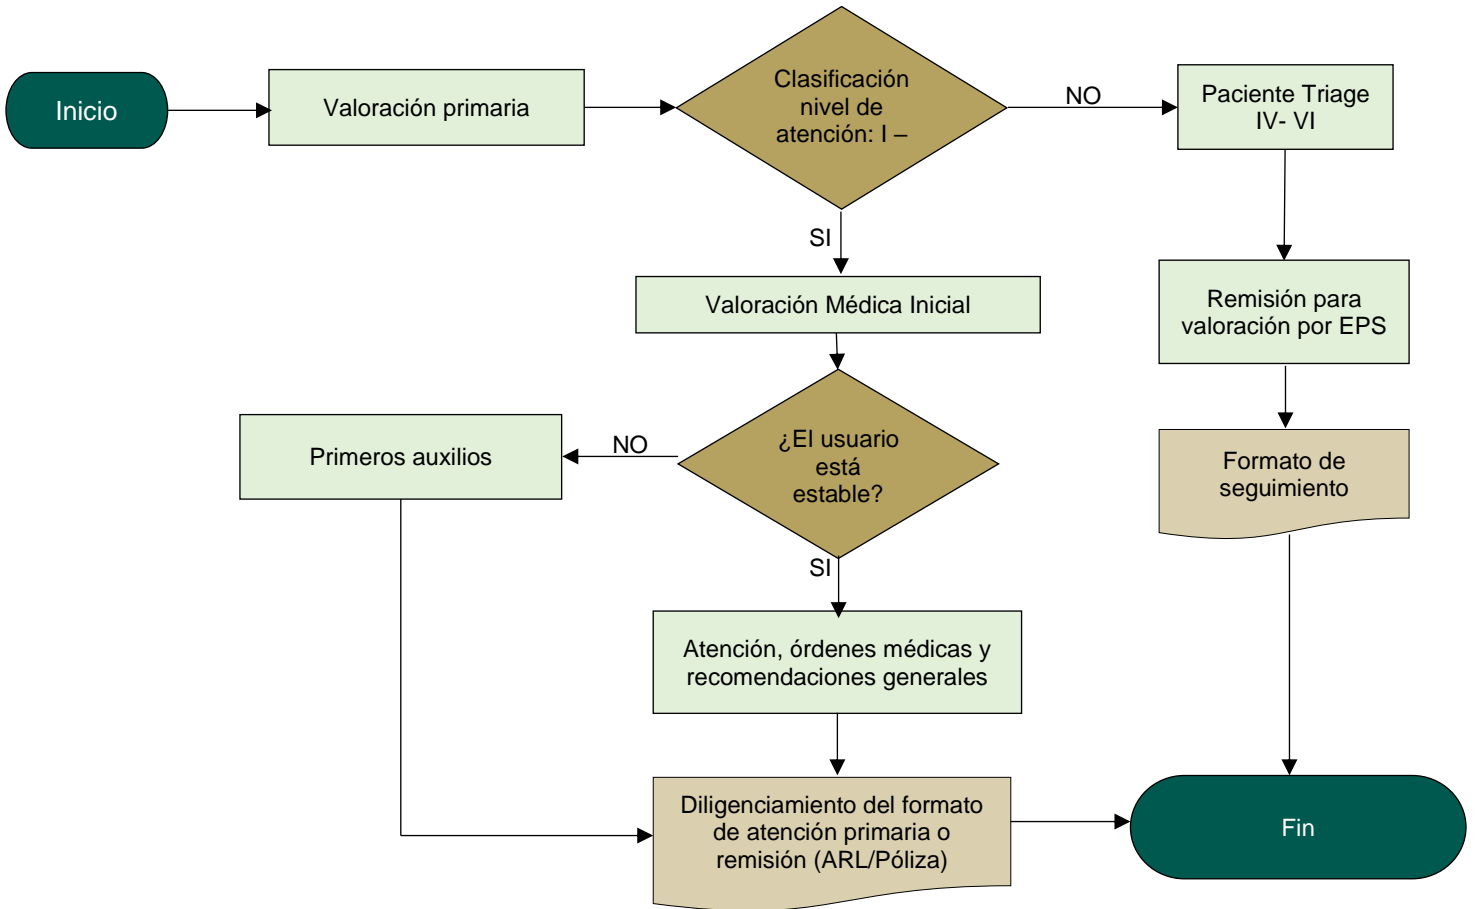 Inicio
Valoración primaria
Clasificación
nivel de
atención: I –
NO
Paciente Triage
IV- VI
SI
Valoración Médica Inicial
Remisión para
valoración por EPS
Primeros auxilios
NO
¿El usuario
está
estable?
Formato de
seguimiento
SI
Atención, órdenes médicas y
recomendaciones generales
Diligenciamiento del formato
de atención primaria o
remisión (ARL/Póliza)
Fin